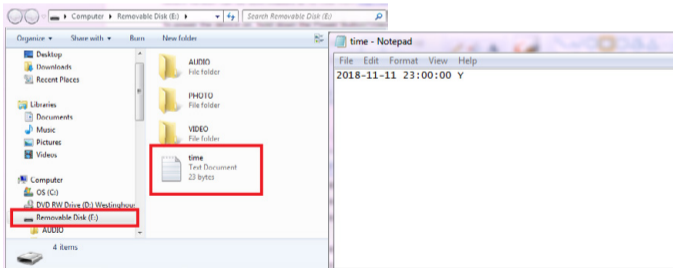 Computer ▸ Removable Disk (E:) ▸
Search Removable Disk (E:)
Organize ▾ Share with ▾ Burn New folder
Desktop
Downloads
Recent Places
Libraries
Documents
Music
Pictures
Videos
Computer
OS (C:)
DVD RW Drive (D:) Westinghour
Removable Disk (E:)
AUDIO
AUDIO
File folder
PHOTO
File folder
VIDEO
File folder
time
Text Document
23 bytes
4 items
time - Notepad
File Edit Format View Help
2018-11-11 23:00:00 Y